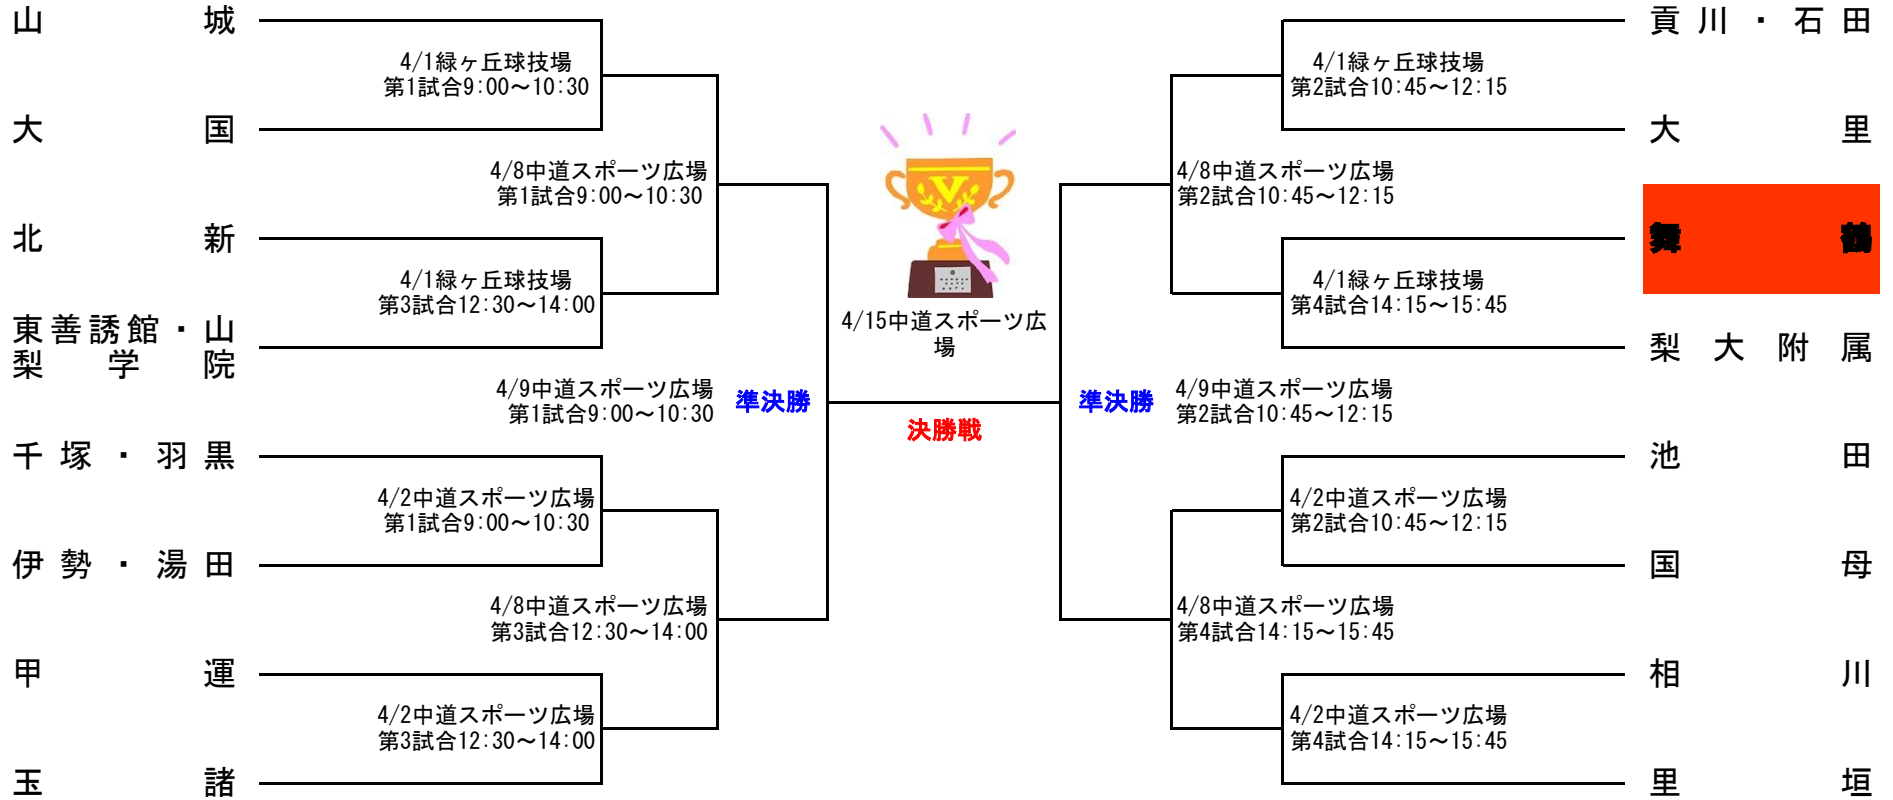 山城
4/1緑ヶ丘球技場
第1試合9:00～10:30
大国
4/8中道スポーツ広場
第1試合9:00～10:30
北新
4/1緑ヶ丘球技場
第3試合12:30～14:00
東善誘館・山
梨学院
4/9中道スポーツ広場
第1試合9:00～10:30
準決勝
千塚・羽黒
4/2中道スポーツ広場
第1試合9:00～10:30
伊勢・湯田
4/8中道スポーツ広場
第3試合12:30～14:00
甲運
4/2中道スポーツ広場
第3試合12:30～14:00
玉諸
V
4/15中道スポーツ広
場
決勝戦
貢川・石田
4/1緑ヶ丘球技場
第2試合10:45～12:15
大里
4/8中道スポーツ広場
第2試合10:45～12:15
舞鶴
4/1緑ヶ丘球技場
第4試合14:15～15:45
梨大附属
準決勝
4/9中道スポーツ広場
第2試合10:45～12:15
池田
4/2中道スポーツ広場
第2試合10:45～12:15
国母
4/8中道スポーツ広場
第4試合14:15～15:45
相川
4/2中道スポーツ広場
第4試合14:15～15:45
里垣